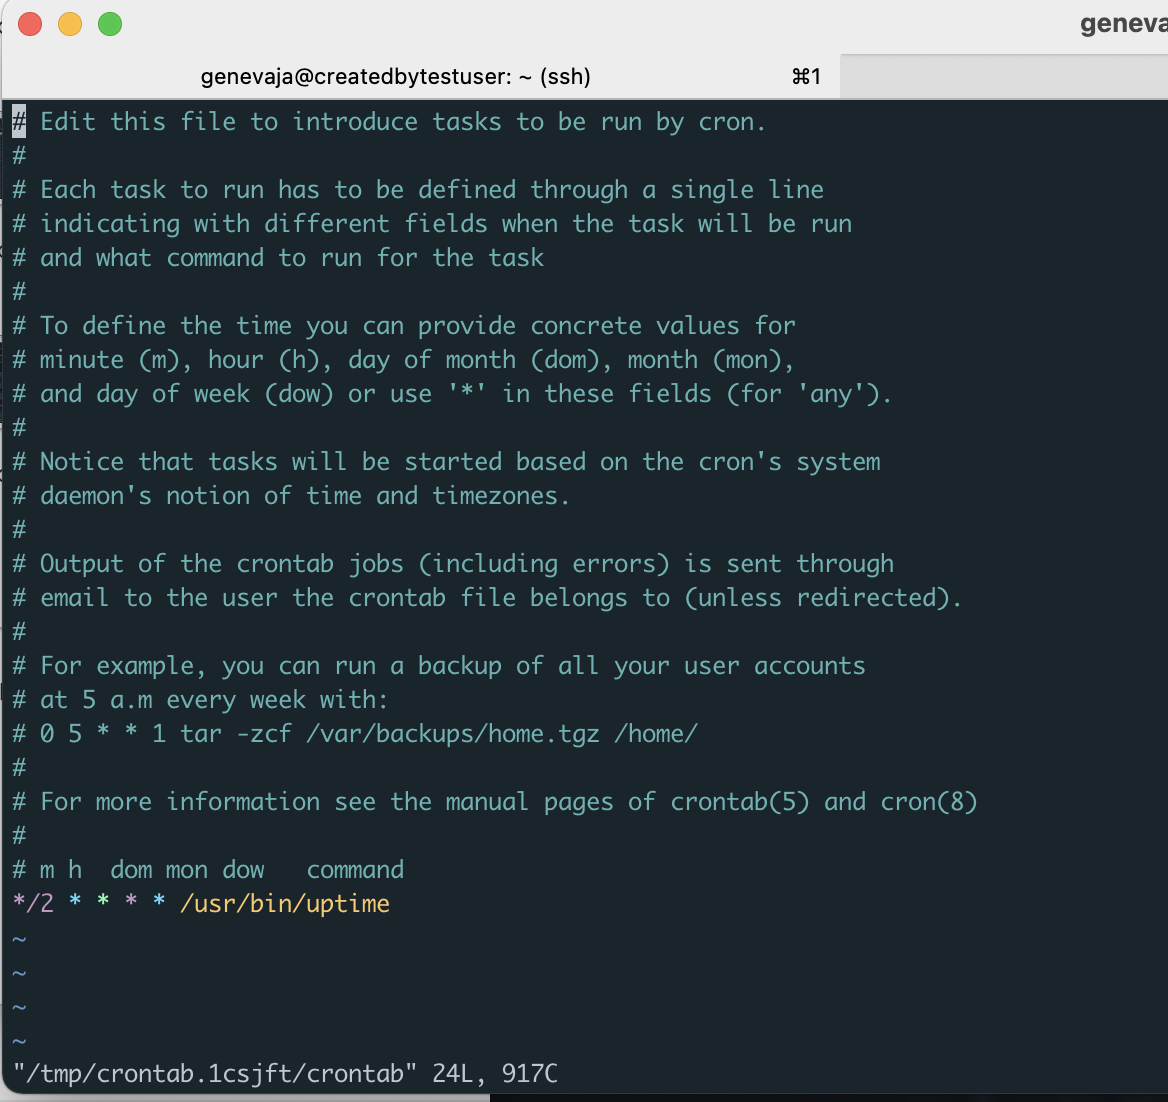 geneva
genevaja@createdbytestuser: ~ (ssh) ⌘1
# Edit this file to introduce tasks to be run by cron.
#
# Each task to run has to be defined through a single line
# indicating with different fields when the task will be run
# and what command to run for the task
#
# To define the time you can provide concrete values for
# minute (m), hour (h), day of month (dom), month (mon),
# and day of week (dow) or use '*' in these fields (for 'any').
#
# Notice that tasks will be started based on the cron's system
# daemon's notion of time and timezones.
#
# Output of the crontab jobs (including errors) is sent through
# email to the user the crontab file belongs to (unless redirected).
#
# For example, you can run a backup of all your user accounts
# at 5 a.m every week with:
# 0 5 * * 1 tar -zcf /var/backups/home.tgz /home/
#
# For more information see the manual pages of crontab(5) and cron(8)
#
# m h  dom mon dow   command
*/2 * * * * /usr/bin/uptime
~
~
~
~
"/tmp/crontab.1csjft/crontab" 24L, 917C